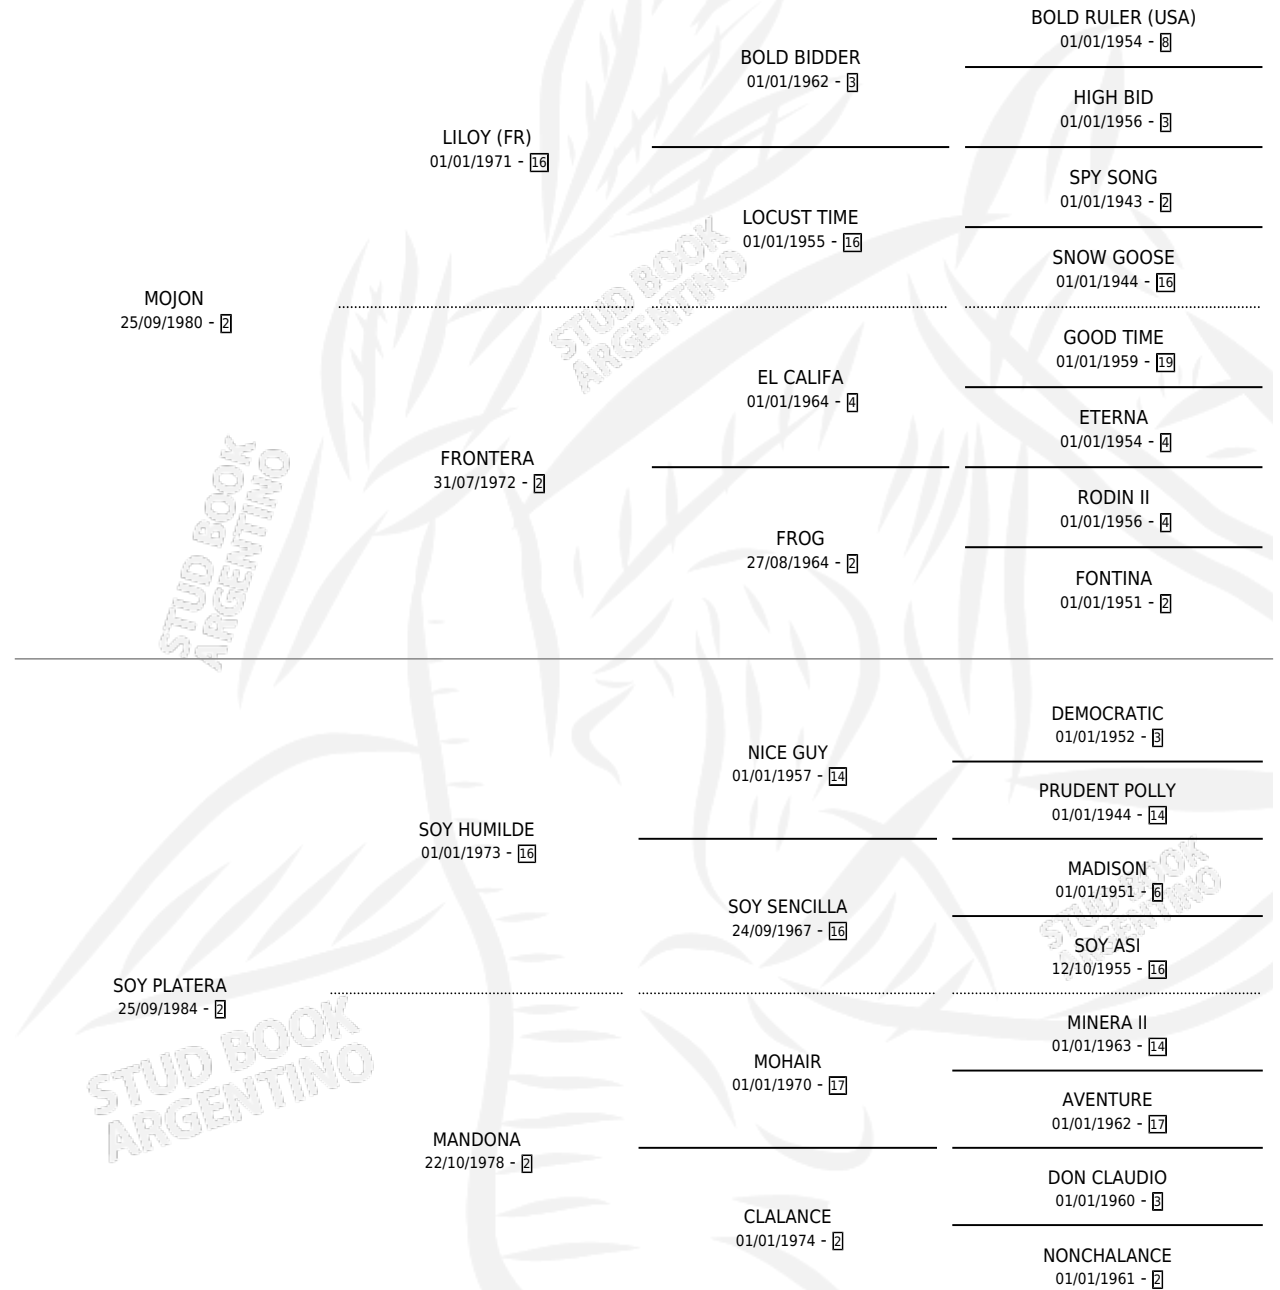 BOLD RULER (USA)
01/01/1954 - 8
BOLD BIDDER
01/01/1962 - 3
HIGH BID
01/01/1956 - 3
LILOY (FR)
01/01/1971 - 16
SPY SONG
01/01/1943 - 2
LOCUST TIME
01/01/1955 - 16
SNOW GOOSE
01/01/1944 - 16
MOJON
25/09/1980 - 2
GOOD TIME
01/01/1959 - 19
EL CALIFA
01/01/1964 - 4
ETERNA
01/01/1954 - 4
FRONTERA
31/07/1972 - 2
RODIN II
01/01/1956 - 4
FROG
27/08/1964 - 2
FONTINA
01/01/1951 - 2
STUD BOOK
ARGENTINO
STUD BOOK
ARGENTINO
DEMOCRATIC
01/01/1952 - 3
NICE GUY
01/01/1957 - 14
PRUDENT POLLY
01/01/1944 - 14
SOY HUMILDE
01/01/1973 - 16
MADISON
01/01/1951 - 6
SOY SENCILLA
24/09/1967 - 16
SOY ASI
12/10/1955 - 16
SOY PLATERA
25/09/1984 - 2
MINERA II
01/01/1963 - 14
MOHAIR
01/01/1970 - 17
AVENTURE
01/01/1962 - 17
MANDONA
22/10/1978 - 2
DON CLAUDIO
01/01/1960 - 3
CLALANCE
01/01/1974 - 2
NONCHALANCE
01/01/1961 - 2
STUD BOOK
ARGENTINO
STUD BOOK
ARGENTINO